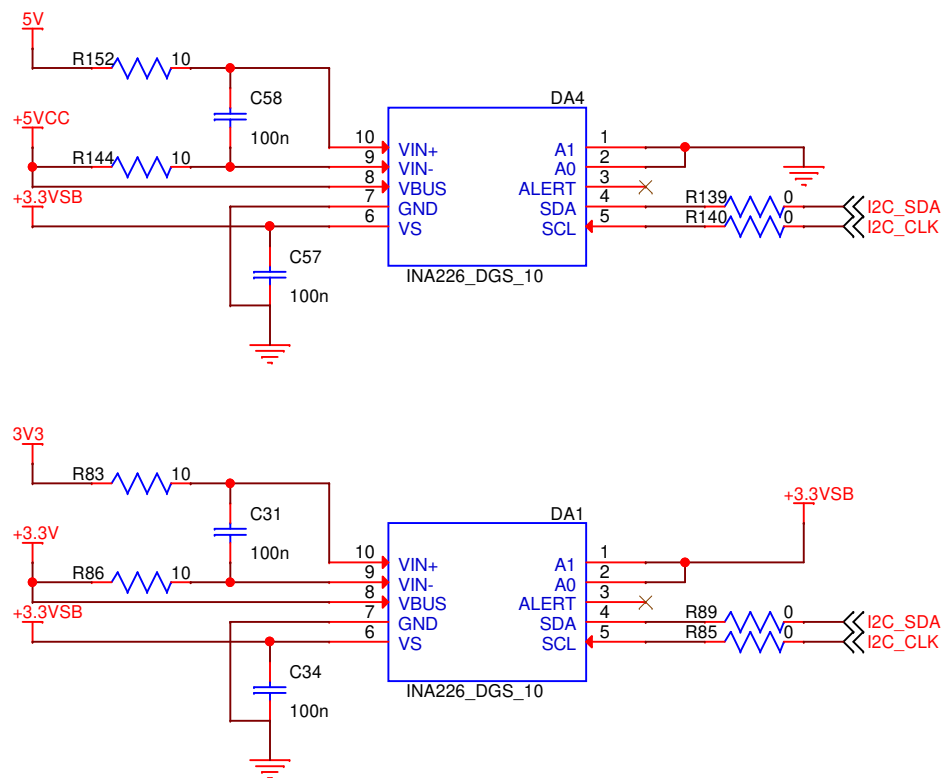 5V
R152 10
C58
100n
DA4
+5VCC
R144 10
+3.3VSB
10 VIN+
9 VIN-
8 VBUS
7 GND
6 VS
A1 1
A0 2
ALERT 3
SDA 4
SCL 5
R139 0 I2C_SDA
R140 0 I2C_CLK
C57
100n
INA226_DGS_10
3V3
R83 10
C31
100n
+3.3VSB
DA1
+3.3V
R86 10
+3.3VSB
10 VIN+
9 VIN-
8 VBUS
7 GND
6 VS
A1 1
A0 2
ALERT 3
SDA 4
SCL 5
R89 0 I2C_SDA
R85 0 I2C_CLK
C34
100n
INA226_DGS_10